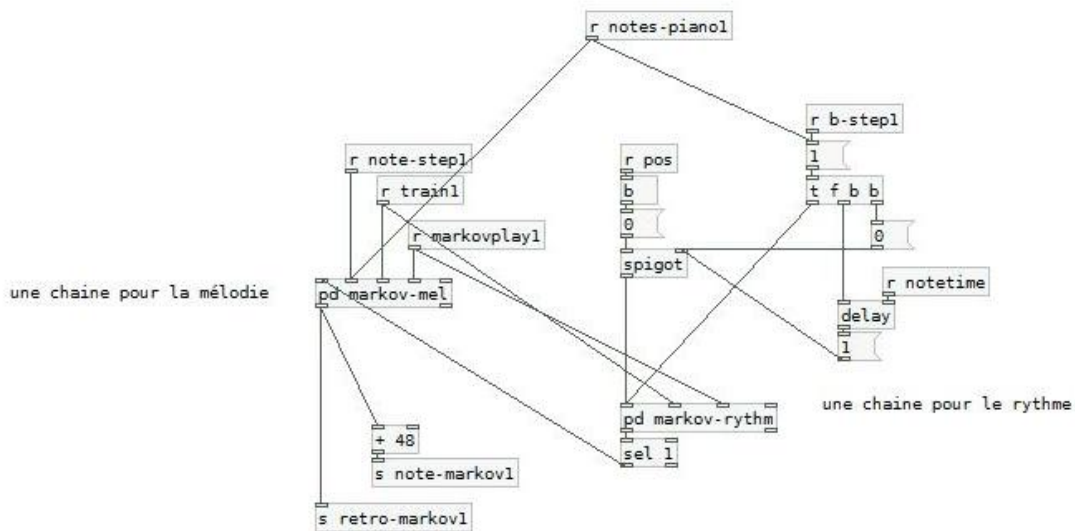 r notes-piano1
r b-step1
1
r note-step1
r pos
r train1
b
t f b b
0
r markovplay1
0
spigot
une chaine pour la mélodie
pd markov-mel
r notetime
delay
1
une chaine pour le rythme
pd markov-rythm
+ 48
sel 1
s note-markov1
s retro-markov1